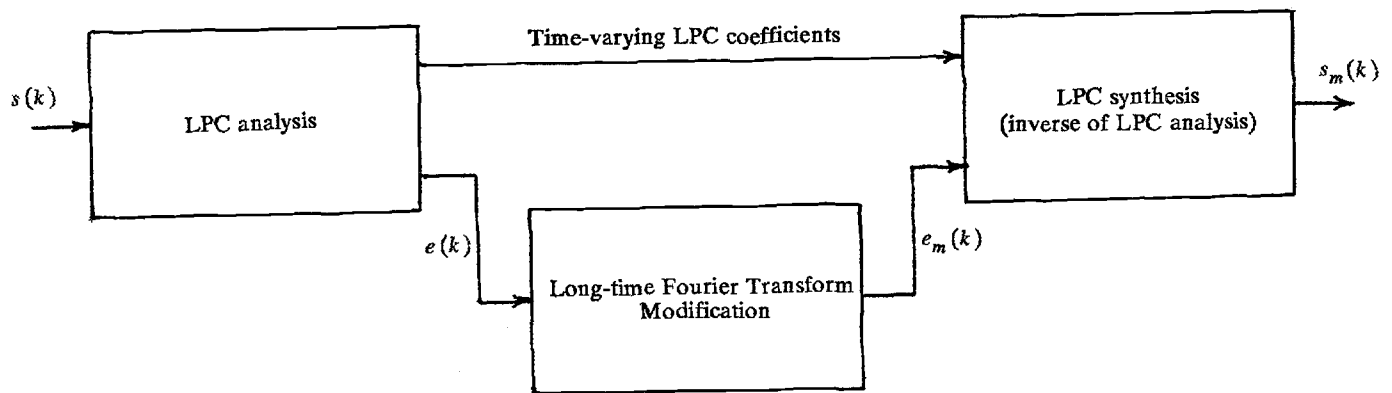 Time-varying LPC coefficients
s(k)
LPC analysis
LPC synthesis
(inverse of LPC analysis)
s_m(k)
e(k)
e_m(k)
Long-time Fourier Transform
Modification